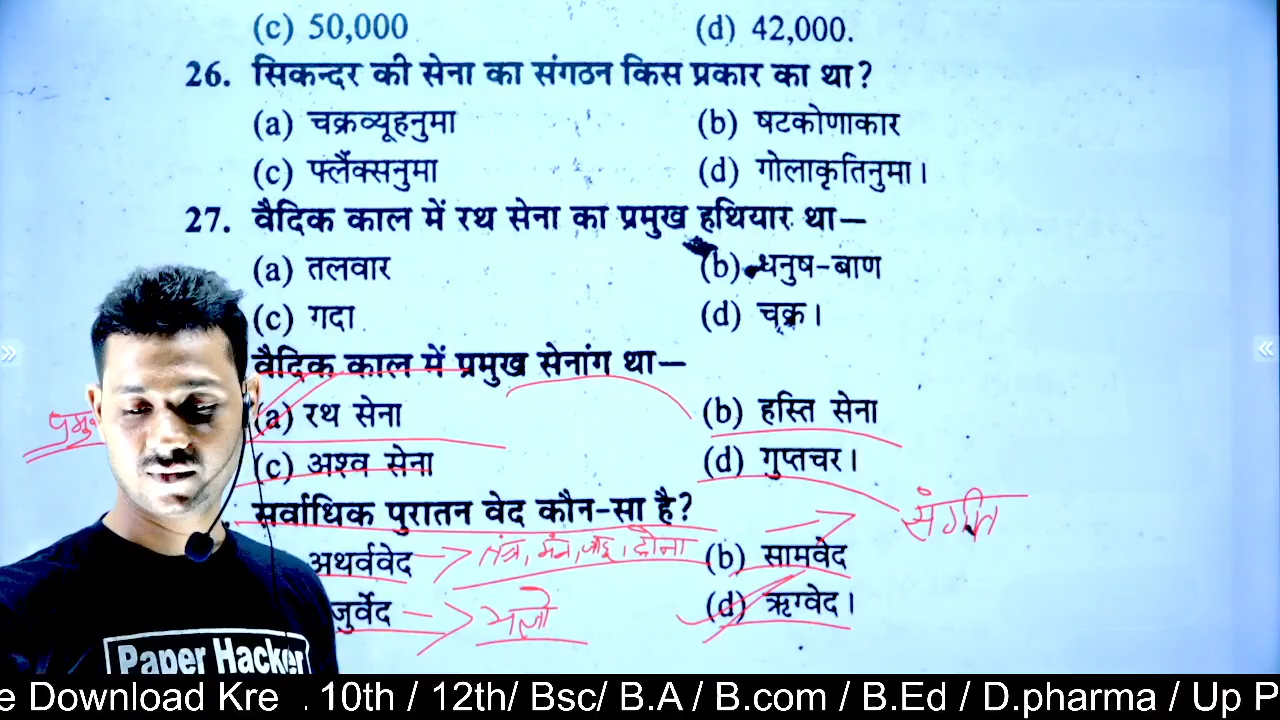 (c) 50,000 (d) 42,000.
26. सिकन्दर की सेना का संगठन किस प्रकार का था?
(a) चक्रव्यूहनुमा (b) षटकोणाकार
(c) फ्लैंक्सनुमा (d) गोलाकृतिनुमा।
27. वैदिक काल में रथ सेना का प्रमुख हथियार था—
(a) तलवार (b) धनुष-बाण
(c) गदा (d) चक्र।
वैदिक काल में प्रमुख सेनांग था—
(a) रथ सेना (b) हस्ति सेना
(c) अश्व सेना (d) गुप्तचर।
सर्वाधिक पुरातन वेद कौन-सा है?
संगीत
अथर्ववेद (b) सामवेद
जुर्वेद (d) ऋग्वेद।
Paper Hacker
e Download Kre . 10th / 12th/ Bsc/ B.A / B.com / B.Ed / D.pharma / Up P